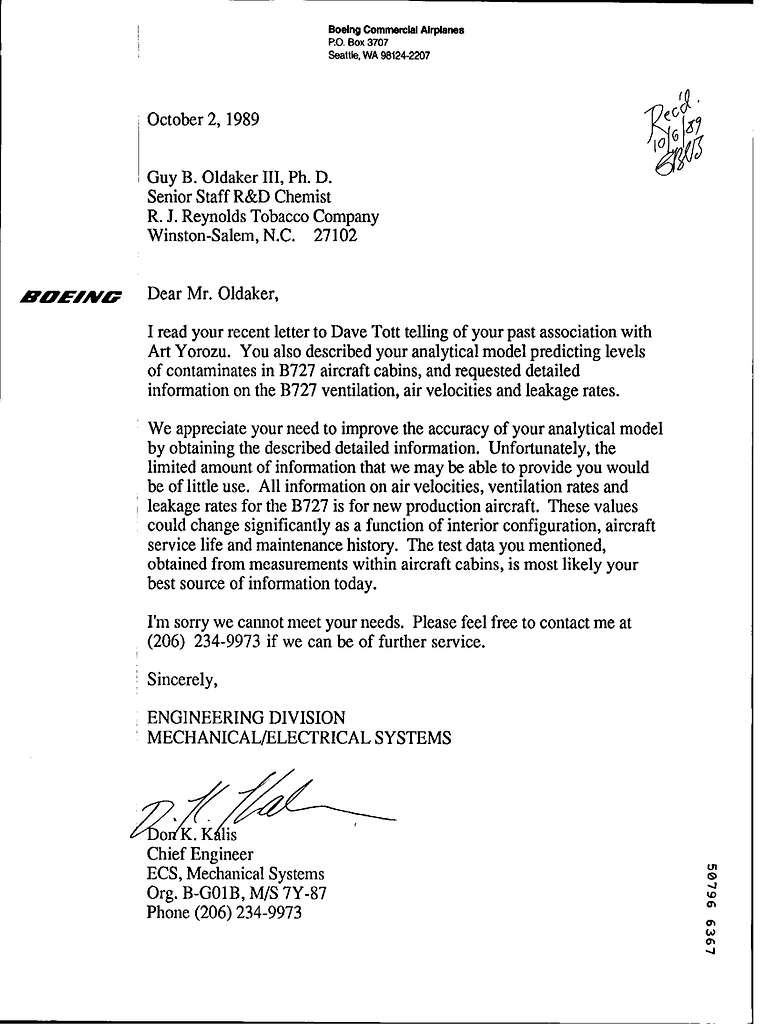 Boeing Commercial Airplanes
P.O. Box 3707
Seattle, WA 98124-2207
Rec'd.
10/6/89
GBOIII
October 2, 1989
Guy B. Oldaker III, Ph. D.
Senior Staff R&D Chemist
R. J. Reynolds Tobacco Company
Winston-Salem, N.C. 27102
BOEING
Dear Mr. Oldaker,
I read your recent letter to Dave Tott telling of your past association with
Art Yorozu. You also described your analytical model predicting levels
of contaminates in B727 aircraft cabins, and requested detailed
information on the B727 ventilation, air velocities and leakage rates.
We appreciate your need to improve the accuracy of your analytical model
by obtaining the described detailed information. Unfortunately, the
limited amount of information that we may be able to provide you would
be of little use. All information on air velocities, ventilation rates and
leakage rates for the B727 is for new production aircraft. These values
could change significantly as a function of interior configuration, aircraft
service life and maintenance history. The test data you mentioned,
obtained from measurements within aircraft cabins, is most likely your
best source of information today.
I'm sorry we cannot meet your needs. Please feel free to contact me at
(206) 234-9973 if we can be of further service.
Sincerely,
ENGINEERING DIVISION
MECHANICAL/ELECTRICAL SYSTEMS
D. K. Kal
Don K. Kalis
Chief Engineer
ECS, Mechanical Systems
Org. B-G01B, M/S 7Y-87
Phone (206) 234-9973
50796 6367